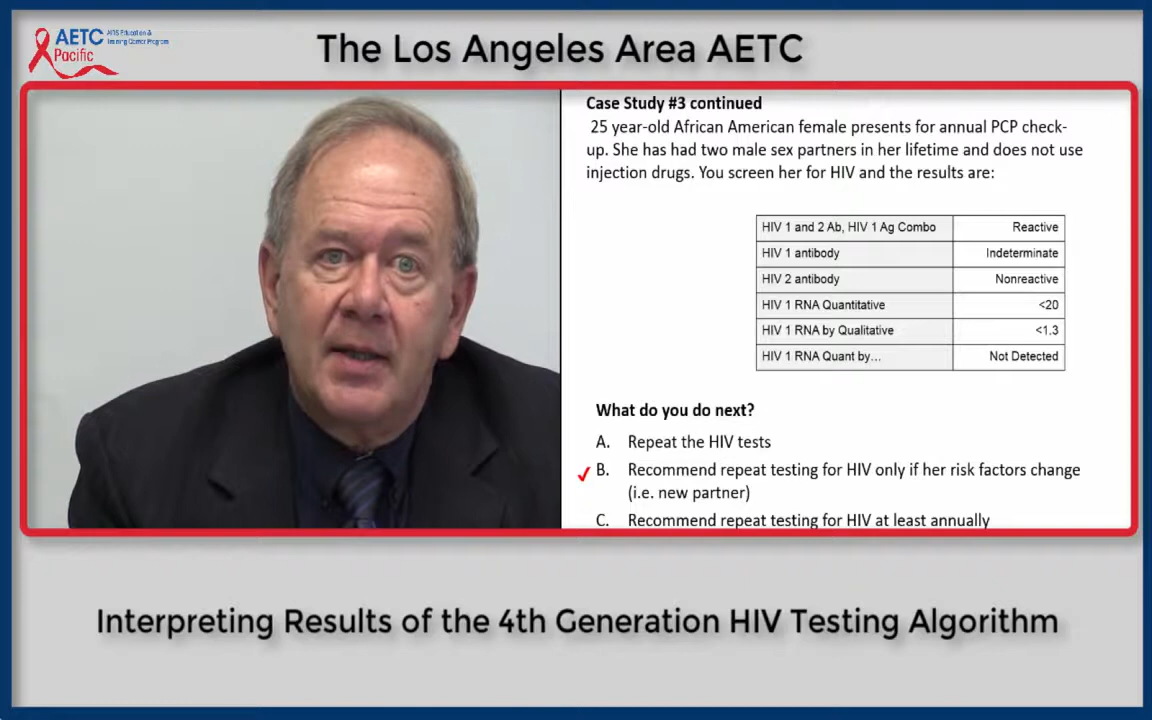 AETC AIDS Education &
Training Center Program
Pacific
The Los Angeles Area AETC
Case Study #3 continued
25 year-old African American female presents for annual PCP check-
up. She has had two male sex partners in her lifetime and does not use
injection drugs. You screen her for HIV and the results are:
HIV 1 and 2 Ab, HIV 1 Ag Combo Reactive
HIV 1 antibody Indeterminate
HIV 2 antibody Nonreactive
HIV 1 RNA Quantitative <20
HIV 1 RNA by Qualitative <1.3
HIV 1 RNA Quant by... Not Detected
What do you do next?
A. Repeat the HIV tests
B. Recommend repeat testing for HIV only if her risk factors change
(i.e. new partner)
C. Recommend repeat testing for HIV at least annually
Interpreting Results of the 4th Generation HIV Testing Algorithm